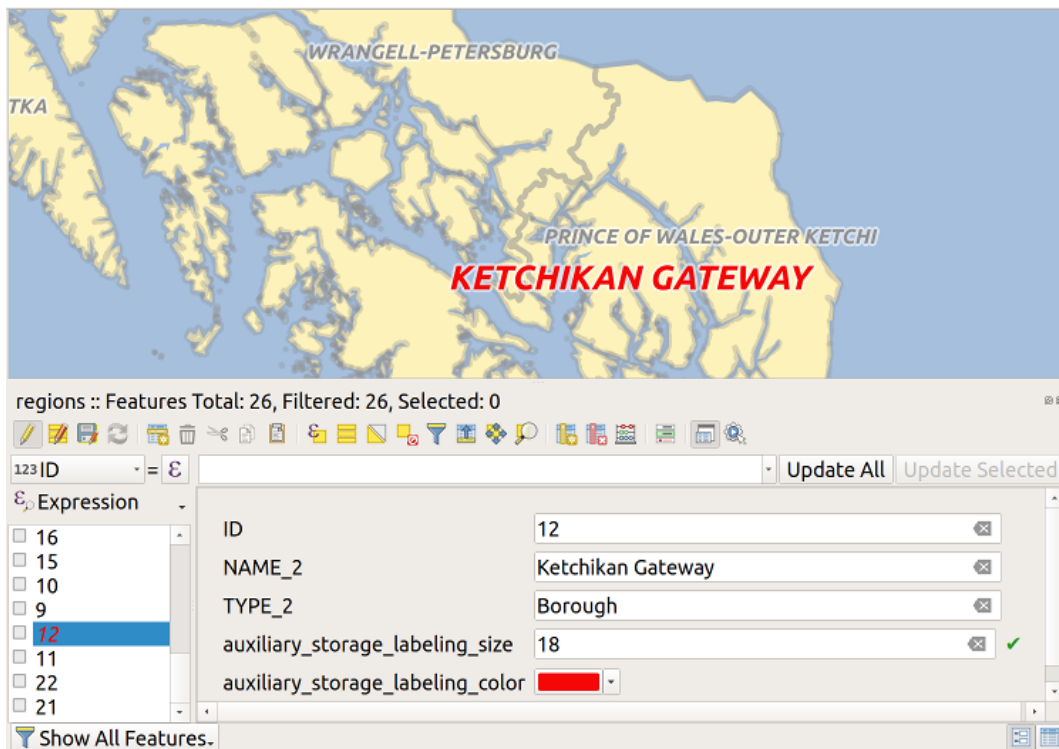 WRANGELL-PETERSBURG
TKA
PRINCE OF WALES-OUTER KETCHI
KETCHIKAN GATEWAY
regions :: Features Total: 26, Filtered: 26, Selected: 0
123 ID = ε Update All Update Selected
Expression
16
15
10
9
12
11
22
21
ID 12
NAME_2 Ketchikan Gateway
TYPE_2 Borough
auxiliary_storage_labeling_size 18
auxiliary_storage_labeling_color
Show All Features